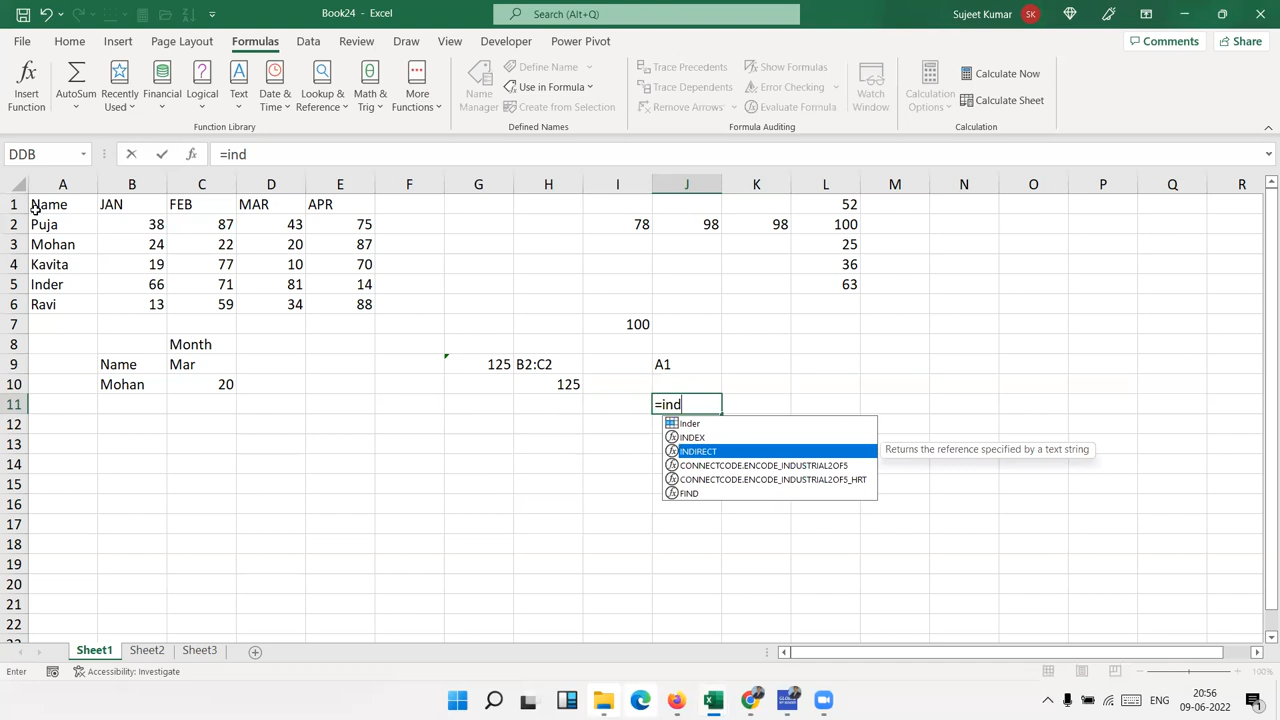 Book24 - Excel
Search (Alt+Q)
Sujeet Kumar SK
File Home Insert Page Layout Formulas Data Review View Developer Power Pivot
Comments Share
Insert Function
AutoSum
Recently Used
Financial
Logical
Text
Date & Time
Lookup & Reference
Math & Trig
More Functions
Function Library
Name Manager
Define Name
Use in Formula
Create from Selection
Defined Names
Trace Precedents
Trace Dependents
Remove Arrows
Show Formulas
Error Checking
Evaluate Formula
Formula Auditing
Watch Window
Calculation Options
Calculate Now
Calculate Sheet
Calculation
DDB fx =ind
A B C D E F G H I J K L M N O P Q R
1 Name JAN FEB MAR APR 52
2 Puja 38 87 43 75 78 98 98 100
3 Mohan 24 22 20 87 25
4 Kavita 19 77 10 70 36
5 Inder 66 71 81 14 63
6 Ravi 13 59 34 88
7 100
8 Month
9 Name Mar 125 B2:C2 A1
10 Mohan 20 125
11 =ind
12 Inder
INDEX
13 INDIRECT Returns the reference specified by a text string
14 CONNECTCODE.ENCODE_INDUSTRIAL2OF5
15 CONNECTCODE.ENCODE_INDUSTRIAL2OF5_HRT
FIND
16
17
18
19
20
21
22
23
Sheet1 Sheet2 Sheet3
Enter Accessibility: Investigate 100%
ENG
20:56
09-06-2022
1